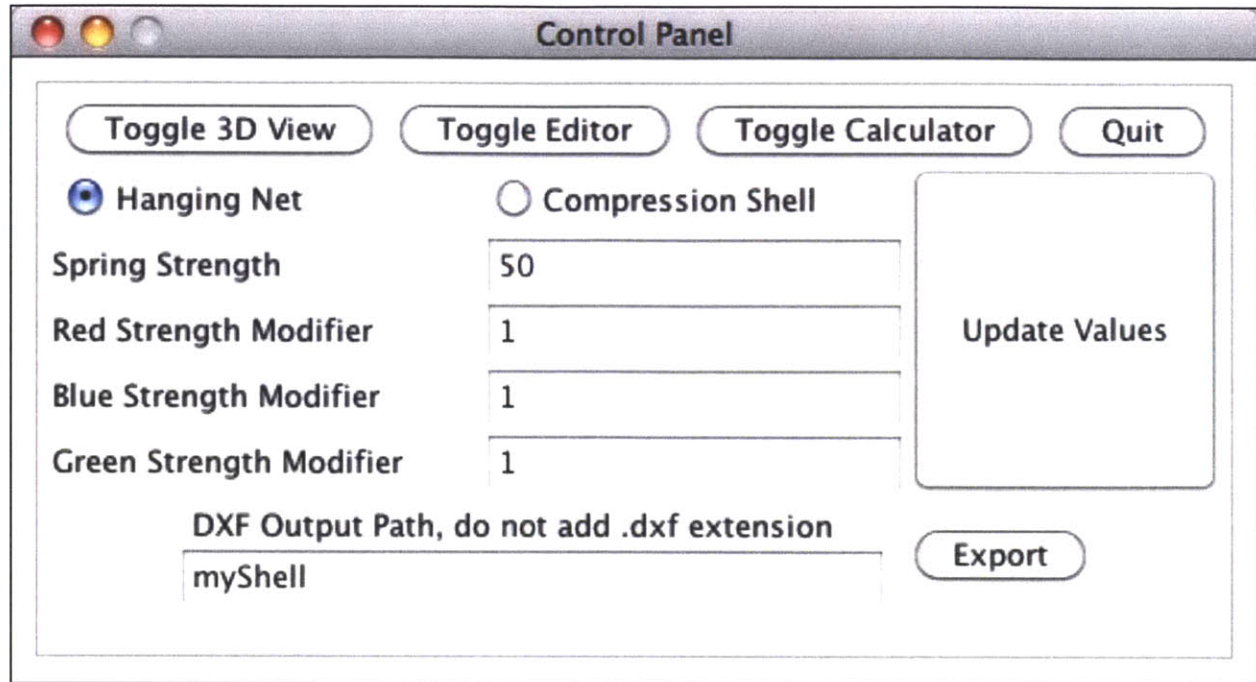 Control Panel
Toggle 3D View Toggle Editor Toggle Calculator Quit
Hanging Net Compression Shell
Spring Strength 50
Red Strength Modifier 1
Update Values
Blue Strength Modifier 1
Green Strength Modifier 1
DXF Output Path, do not add .dxf extension
myShell
Export